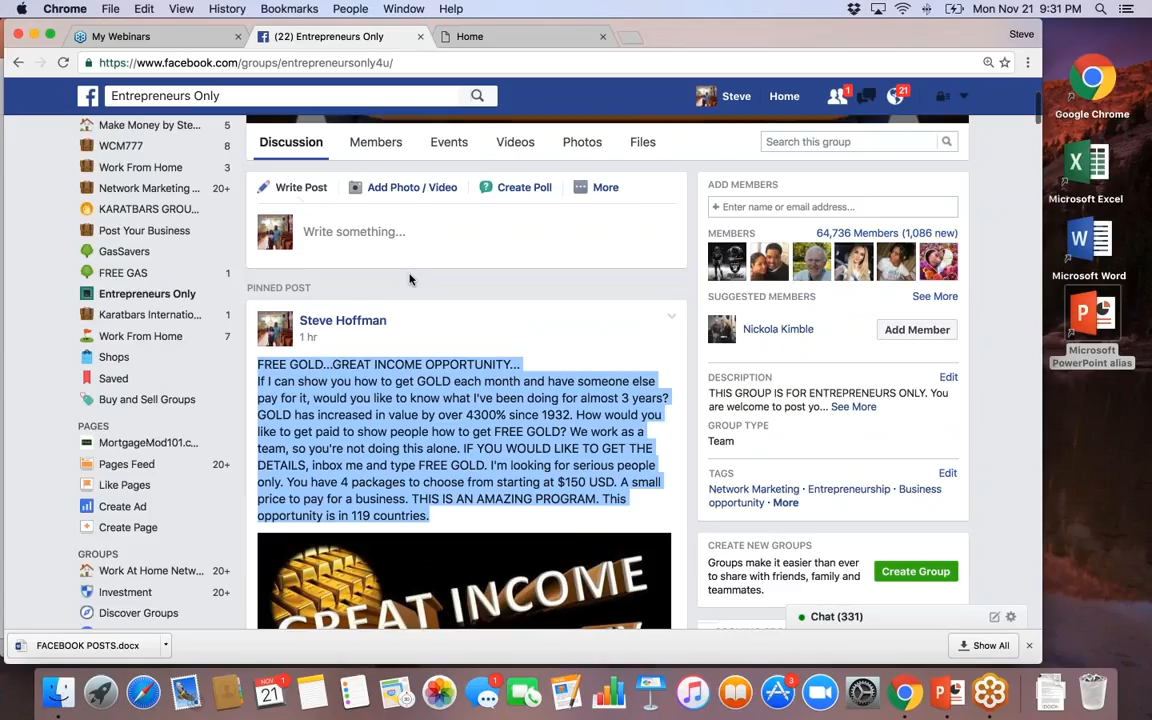 Chrome File Edit View History Bookmarks People Window Help Mon Nov 21 9:31 PM
My Webinars (22) Entrepreneurs Only Home Steve
https://www.facebook.com/groups/entrepreneursonly4u/
Entrepreneurs Only Steve Home 1 21
Make Money by Ste... 5
WCM777 8
Work From Home 3
Network Marketing ... 20+
KARATBARS GROU...
Post Your Business
GasSavers
FREE GAS 1
Entrepreneurs Only
Karatbars Internatio... 1
Work From Home 7
Shops
Saved
Buy and Sell Groups
PAGES
MortgageMod101.c...
Pages Feed 20+
Like Pages
Create Ad
Create Page
GROUPS
Work At Home Netw... 20+
Investment 20+
Discover Groups
Discussion Members Events Videos Photos Files
Search this group
Write Post Add Photo / Video Create Poll More
Write something...
PINNED POST
Steve Hoffman
1 hr
FREE GOLD...GREAT INCOME OPPORTUNITY...
If I can show you how to get GOLD each month and have someone else
pay for it, would you like to know what I've been doing for almost 3 years?
GOLD has increased in value by over 4300% since 1932. How would you
like to get paid to show people how to get FREE GOLD? We work as a
team, so you're not doing this alone. IF YOU WOULD LIKE TO GET THE
DETAILS, inbox me and type FREE GOLD. I'm looking for serious people
only. You have 4 packages to choose from starting at $150 USD. A small
price to pay for a business. THIS IS AN AMAZING PROGRAM. This
opportunity is in 119 countries.
GREAT INCOME
ADD MEMBERS
+ Enter name or email address...
MEMBERS 64,736 Members (1,086 new)
SUGGESTED MEMBERS See More
Nickola Kimble Add Member
DESCRIPTION Edit
THIS GROUP IS FOR ENTREPRENEURS ONLY. You
are welcome to post yo... See More
GROUP TYPE
Team
TAGS Edit
Network Marketing · Entrepreneurship · Business
opportunity · More
CREATE NEW GROUPS
Groups make it easier than ever
to share with friends, family and
teammates.
Create Group
Chat (331)
FACEBOOK POSTS.docx Show All
Google Chrome
Microsoft Excel
Microsoft Word
Microsoft
PowerPoint alias
NOV 1
21 1 3